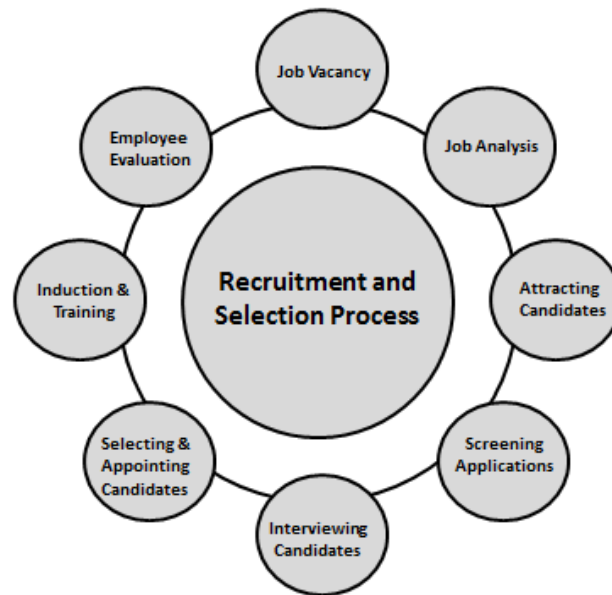 Job Vacancy
Job Analysis
Attracting
Candidates
Screening
Applications
Interviewing
Candidates
Selecting &
Appointing
Candidates
Induction &
Training
Employee
Evaluation
Recruitment and
Selection Process